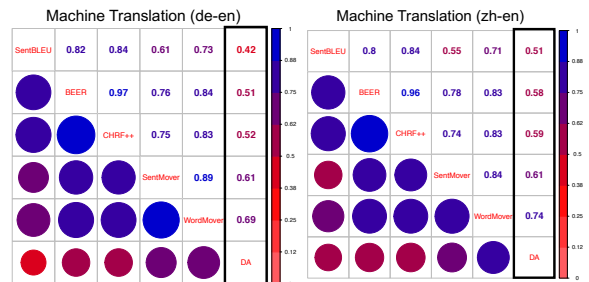 Machine Translation (de-en)
SentBLEU 0.82 0.84 0.61 0.73 0.42
BEER 0.97 0.76 0.84 0.51
CHRF++ 0.75 0.83 0.52
SentMover 0.89 0.61
WordMover 0.69
DA
1
0.88
0.75
0.62
0.5
0.38
0.25
0.12
Machine Translation (zh-en)
SentBLEU 0.8 0.84 0.55 0.71 0.51
BEER 0.96 0.78 0.83 0.58
CHRF++ 0.74 0.83 0.59
SentMover 0.84 0.61
WordMover 0.74
DA
1
0.88
0.75
0.62
0.5
0.38
0.25
0.12
0